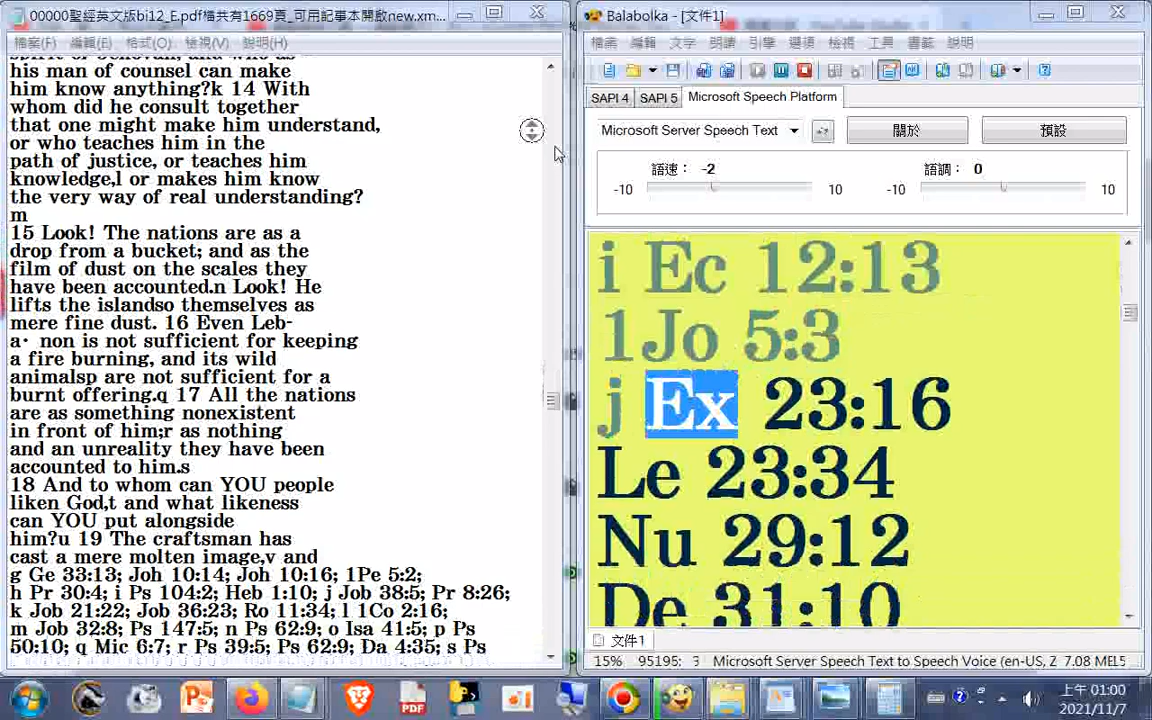 00000聖經英文版bi12_E.pdf檔共有1669頁_可用記事本開啟new.xm...
檔案(F) 編輯(E) 格式(O) 檢視(V) 說明(H)
spirit of Jehovah, and who as
his man of counsel can make
him know anything?k 14 With
whom did he consult together
that one might make him understand,
or who teaches him in the
path of justice, or teaches him
knowledge,l or makes him know
the very way of real understanding?
m
15 Look! The nations are as a
drop from a bucket; and as the
film of dust on the scales they
have been accounted.n Look! He
lifts the islandso themselves as
mere fine dust. 16 Even Leb-
a· non is not sufficient for keeping
a fire burning, and its wild
animalsp are not sufficient for a
burnt offering.q 17 All the nations
are as something nonexistent
in front of him;r as nothing
and an unreality they have been
accounted to him.s
18 And to whom can YOU people
liken God,t and what likeness
can YOU put alongside
him?u 19 The craftsman has
cast a mere molten image,v and
g Ge 33:13; Joh 10:14; Joh 10:16; 1Pe 5:2;
h Pr 30:4; i Ps 104:2; Heb 1:10; j Job 38:5; Pr 8:26;
k Job 21:22; Job 36:23; Ro 11:34; l 1Co 2:16;
m Job 32:8; Ps 147:5; n Ps 62:9; o Isa 41:5; p Ps
50:10; q Mic 6:7; r Ps 39:5; Ps 62:9; Da 4:35; s Ps
Balabolka - [文件1]
檔案 編輯 文字 朗讀 引擎 選項 檢視 工具 書籤 說明
SAPI 4 SAPI 5 Microsoft Speech Platform
Microsoft Server Speech Text 關於 預設
語速： -2 語調： 0
-10 10 -10 10
i Ec 12:13
1Jo 5:3
j Ex 23:16
Le 23:34
Nu 29:12
De 31:10
文件1
15% 95195: 3 Microsoft Server Speech Text to Speech Voice (en-US, Z 7.08 МБ
PDF
上午 01:00
2021/11/7